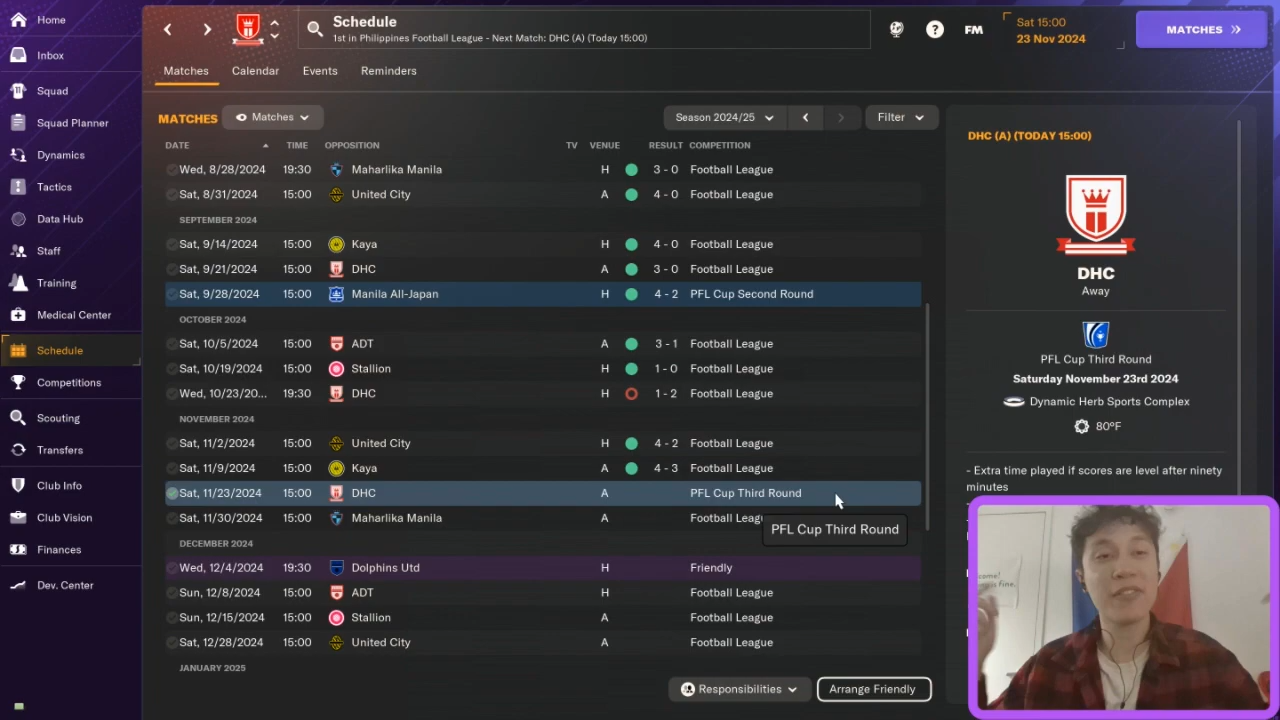 Home
Inbox
Squad
Squad Planner
Dynamics
Tactics
Data Hub
Staff
Training
Medical Center
Schedule
Competitions
Scouting
Transfers
Club Info
Club Vision
Finances
Dev. Center
Schedule
1st in Philippines Football League - Next Match: DHC (A) (Today 15:00)
?
FM
Sat 15:00
23 Nov 2024
MATCHES
Matches Calendar Events Reminders
MATCHES Matches Season 2024/25 Filter
DATE TIME OPPOSITION TV VENUE RESULT COMPETITION
Wed, 8/28/2024 19:30 Maharlika Manila H 3 - 0 Football League
Sat, 8/31/2024 15:00 United City A 4 - 0 Football League
SEPTEMBER 2024
Sat, 9/14/2024 15:00 Kaya H 4 - 0 Football League
Sat, 9/21/2024 15:00 DHC A 3 - 0 Football League
Sat, 9/28/2024 15:00 Manila All-Japan H 4 - 2 PFL Cup Second Round
OCTOBER 2024
Sat, 10/5/2024 15:00 ADT A 3 - 1 Football League
Sat, 10/19/2024 15:00 Stallion H 1 - 0 Football League
Wed, 10/23/20... 19:30 DHC H 1 - 2 Football League
NOVEMBER 2024
Sat, 11/2/2024 15:00 United City H 4 - 2 Football League
Sat, 11/9/2024 15:00 Kaya A 4 - 3 Football League
Sat, 11/23/2024 15:00 DHC A PFL Cup Third Round
Sat, 11/30/2024 15:00 Maharlika Manila A Football Leag
PFL Cup Third Round
DECEMBER 2024
Wed, 12/4/2024 19:30 Dolphins Utd H Friendly
Sun, 12/8/2024 15:00 ADT H Football League
Sun, 12/15/2024 15:00 Stallion A Football League
Sat, 12/28/2024 15:00 United City A Football League
JANUARY 2025
Responsibilities Arrange Friendly
DHC (A) (TODAY 15:00)
DHC
Away
PFL Cup Third Round
Saturday November 23rd 2024
Dynamic Herb Sports Complex
80°F
- Extra time played if scores are level after ninety
minutes